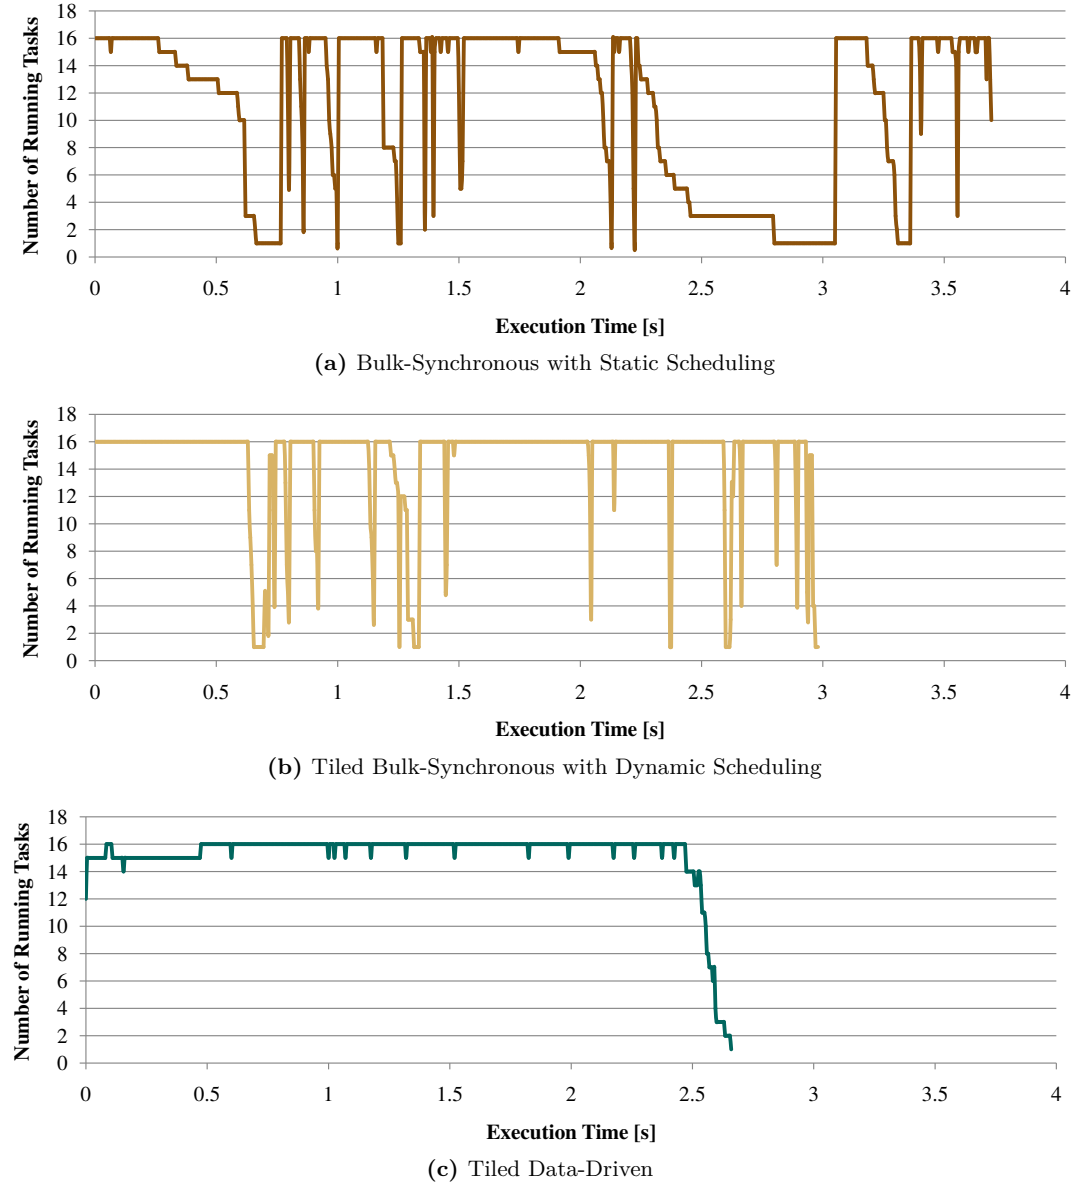 18
16
14
12
10
8
6
4
2
0
Number of Running Tasks
0 0.5 1 1.5 2 2.5 3 3.5 4
Execution Time [s]
(a) Bulk-Synchronous with Static Scheduling
18
16
14
12
10
8
6
4
2
0
Number of Running Tasks
0 0.5 1 1.5 2 2.5 3 3.5 4
Execution Time [s]
(b) Tiled Bulk-Synchronous with Dynamic Scheduling
18
16
14
12
10
8
6
4
2
0
Number of Running Tasks
0 0.5 1 1.5 2 2.5 3 3.5 4
Execution Time [s]
(c) Tiled Data-Driven